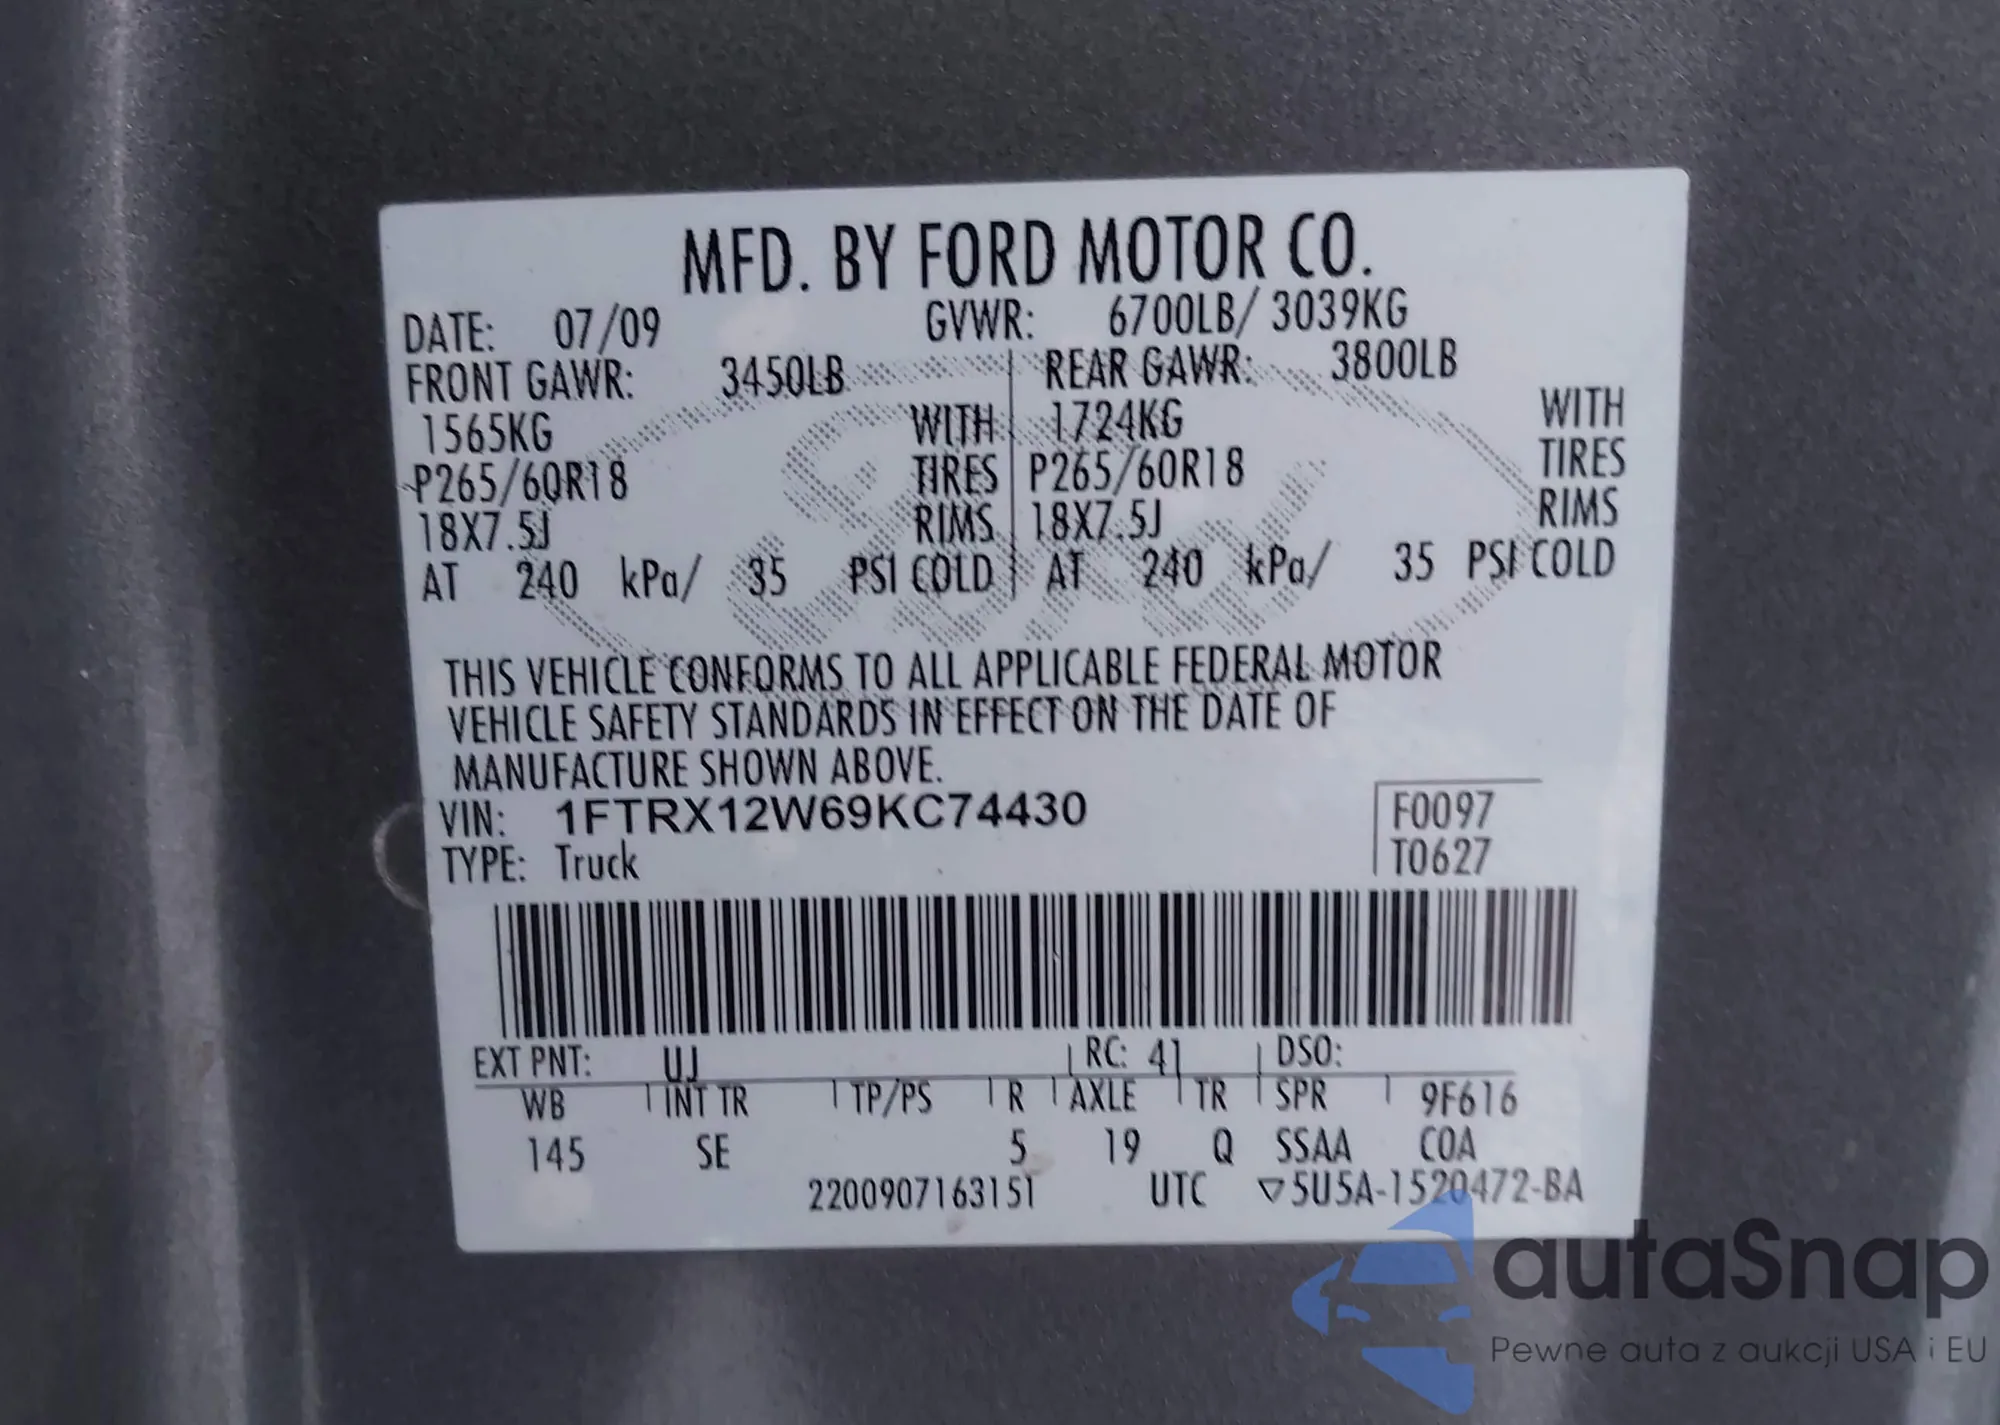 MFD. BY FORD MOTOR CO.
DATE: 07/09 GVWR: 6700LB/ 3039KG
FRONT GAWR: 3450LB REAR GAWR: 3800LB
1565KG WITH 1724KG WITH
P265/60R18 TIRES P265/60R18 TIRES
18X7.5J RIMS 18X7.5J RIMS
AT 240 kPa/ 35 PSI COLD AT 240 kPa/ 35 PSI COLD
THIS VEHICLE CONFORMS TO ALL APPLICABLE FEDERAL MOTOR
VEHICLE SAFETY STANDARDS IN EFFECT ON THE DATE OF
MANUFACTURE SHOWN ABOVE.
VIN: 1FTRX12W69KC74430 F0097
TYPE: Truck T0627
EXT PNT: UJ RC: 41 DSO:
WB INT TR TP/PS R AXLE TR SPR 9F616
145 SE 5 19 Q SSAA COA
2200907163151 UTC ▽5U5A-1520472-BA
Ford
autaSnap
Pewne auta z aukcji USA i EU